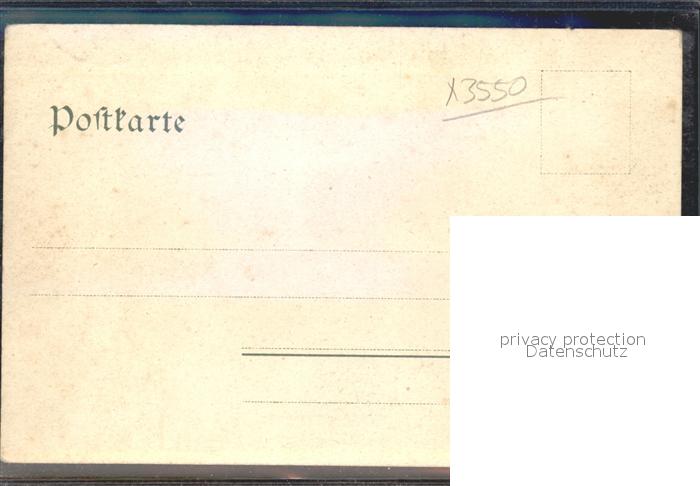 x3550
Poſtkarte
privacy protection
Datenschutz